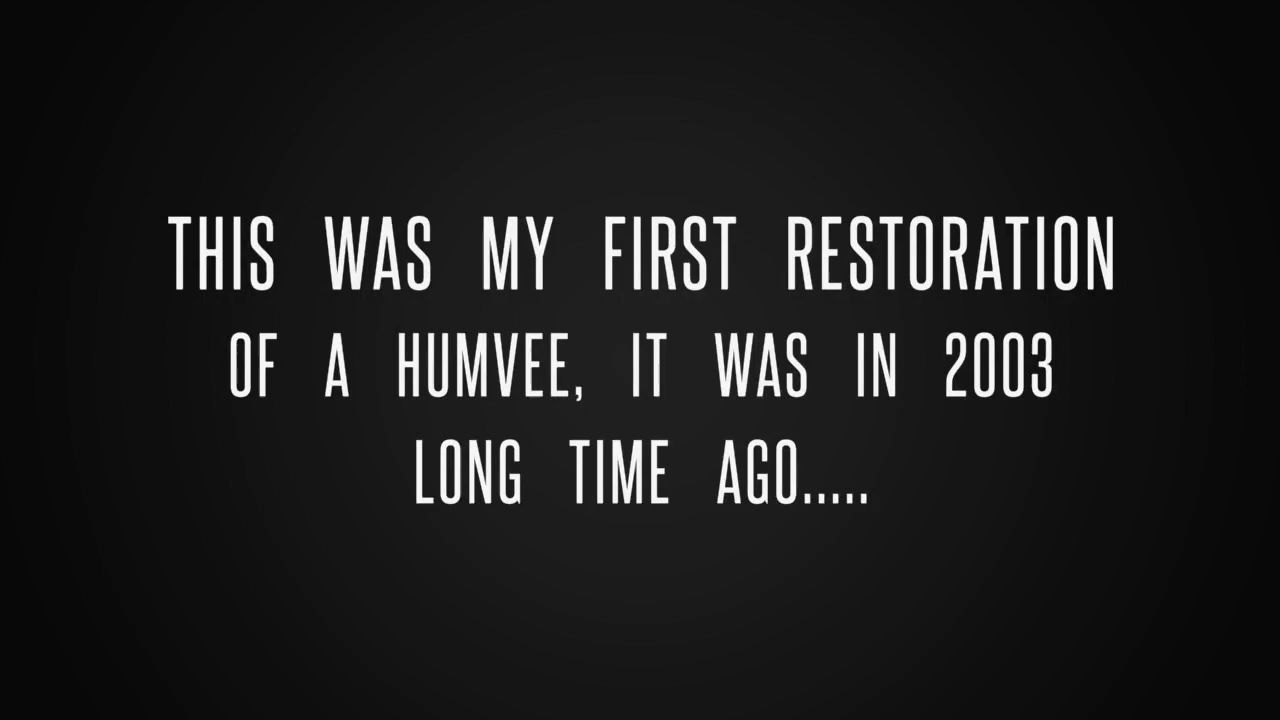 THIS WAS MY FIRST RESTORATION
OF A HUMVEE, IT WAS IN 2003
LONG TIME AGO.....